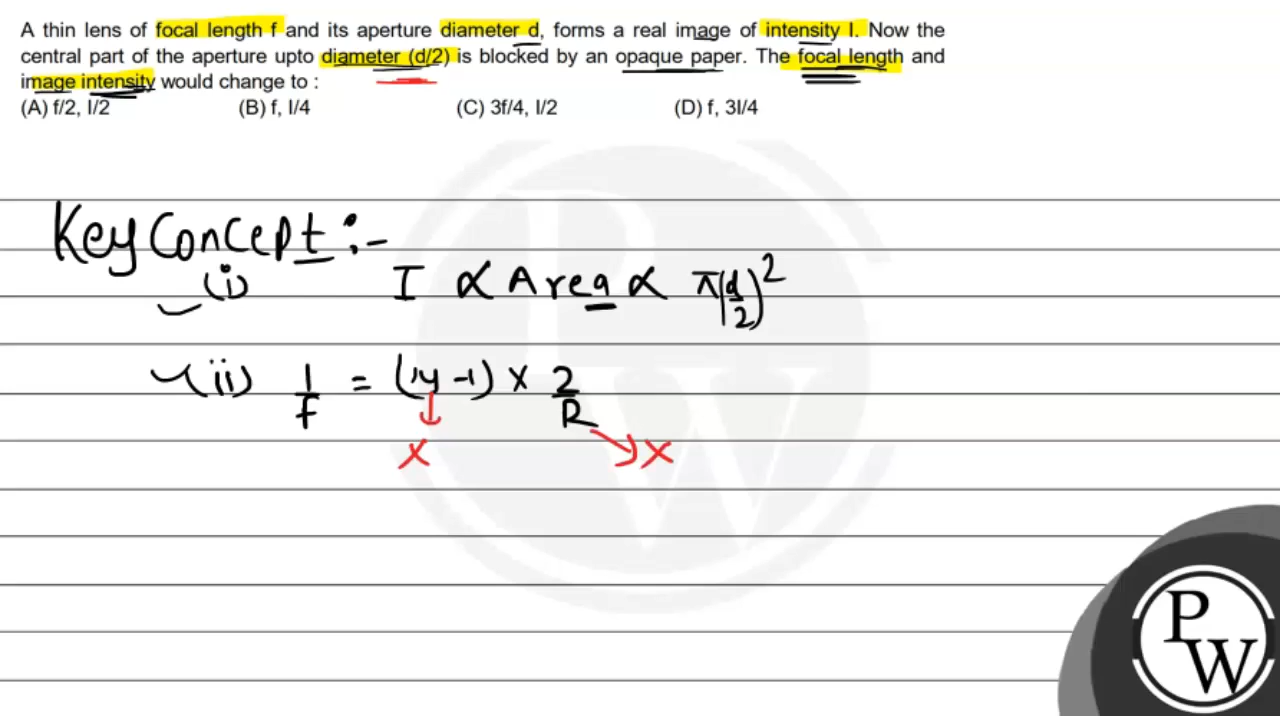 A thin lens of focal length f and its aperture diameter d, forms a real image of intensity I. Now the
central part of the aperture upto diameter (d/2) is blocked by an opaque paper. The focal length and
image intensity would change to :
(A) f/2, I/2 (B) f, I/4 (C) 3f/4, I/2 (D) f, 3I/4
Key Concept :-
(i) I ∝ Area ∝ π(d/2)²
(ii) 1/f = (μ-1) × 2/R
x x
P
W